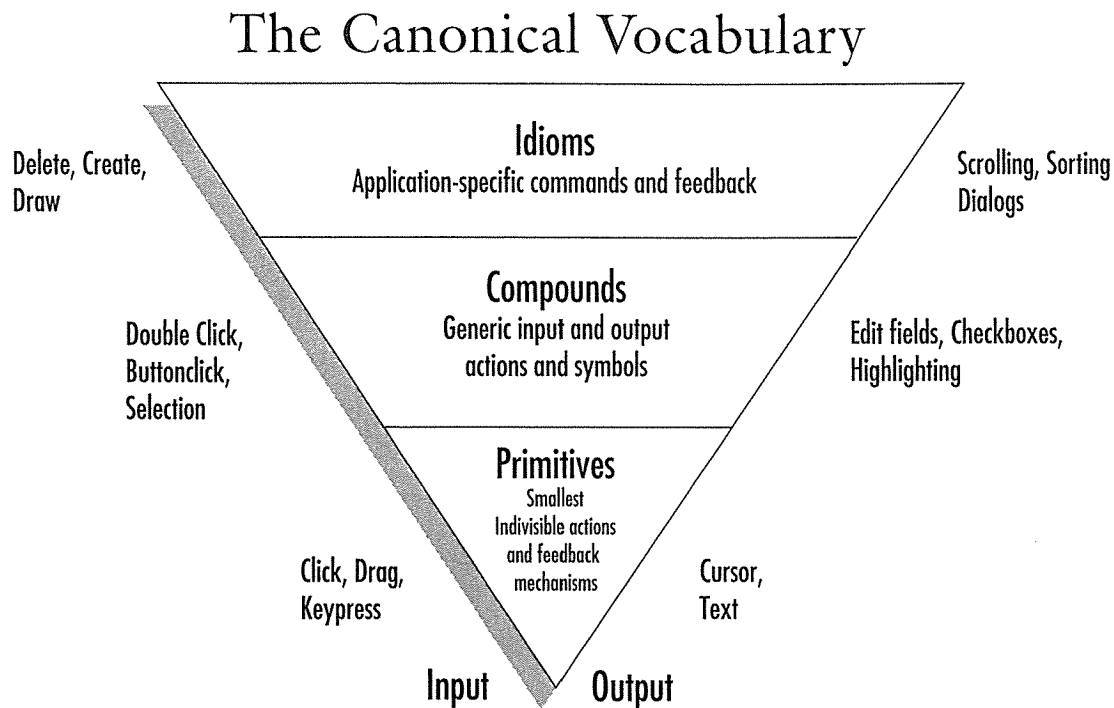 The Canonical Vocabulary
Idioms
Application-specific commands and feedback
Delete, Create,
Draw
Scrolling, Sorting
Dialogs
Compounds
Generic input and output
actions and symbols
Double Click,
Buttonclick,
Selection
Edit fields, Checkboxes,
Highlighting
Primitives
Smallest
Indivisible actions
and feedback
mechanisms
Click, Drag,
Keypress
Cursor,
Text
Input
Output